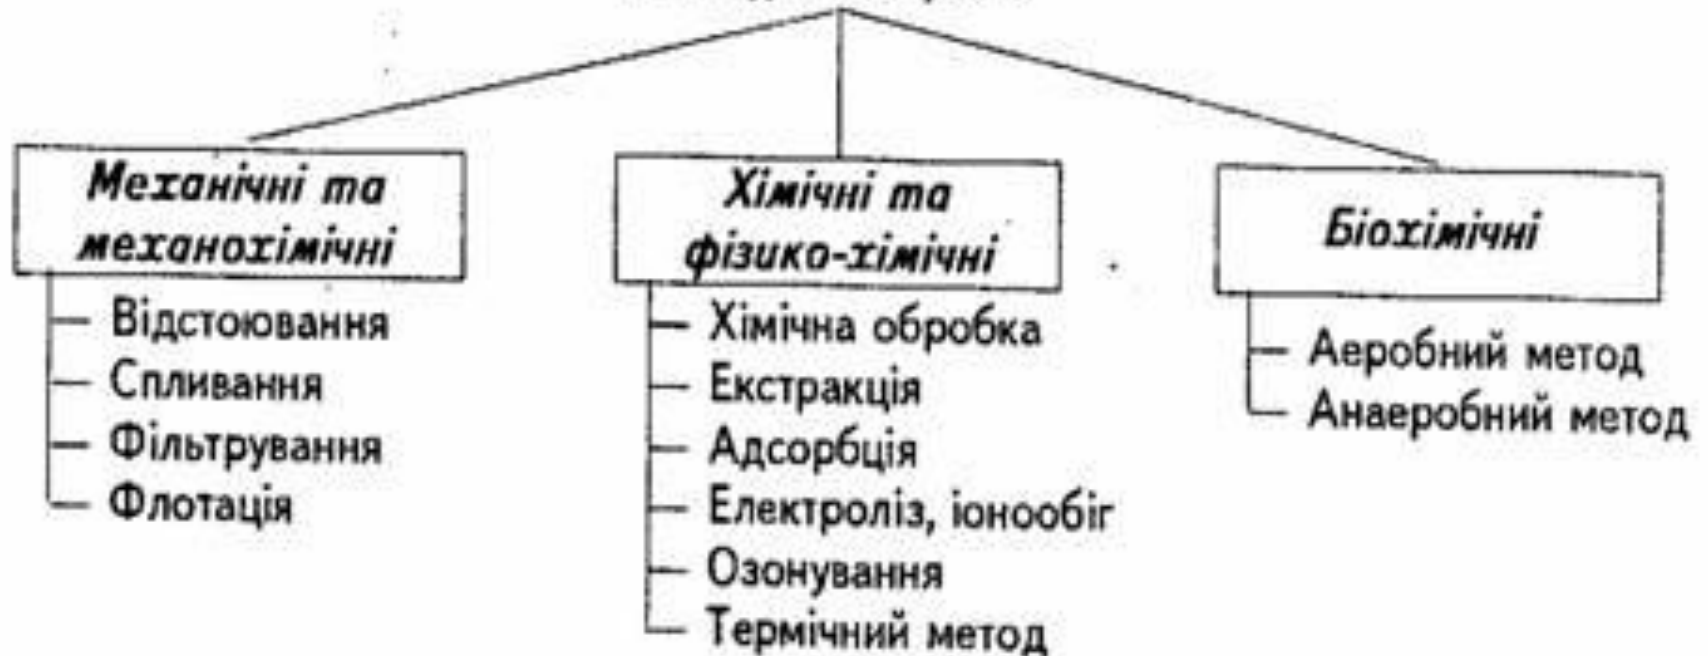 Механічні та
механохімічні
Відстоювання
Спливання
Фільтрування
Флотація
Хімічні та
фізико-хімічні
Хімічна обробка
Екстракція
Адсорбція
Електроліз, іонообіг
Озонування
Термічний метод
Біохімічні
Аеробний метод
Анаеробний метод